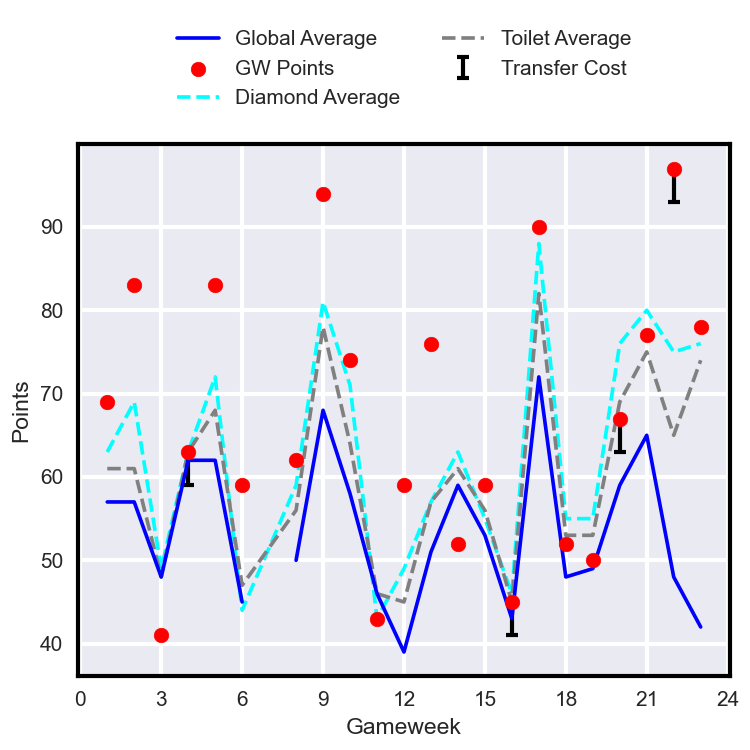 Global Average
GW Points
Diamond Average
Toilet Average
Transfer Cost
Points
90
80
70
60
50
40
0 3 6 9 12 15 18 21 24
Gameweek